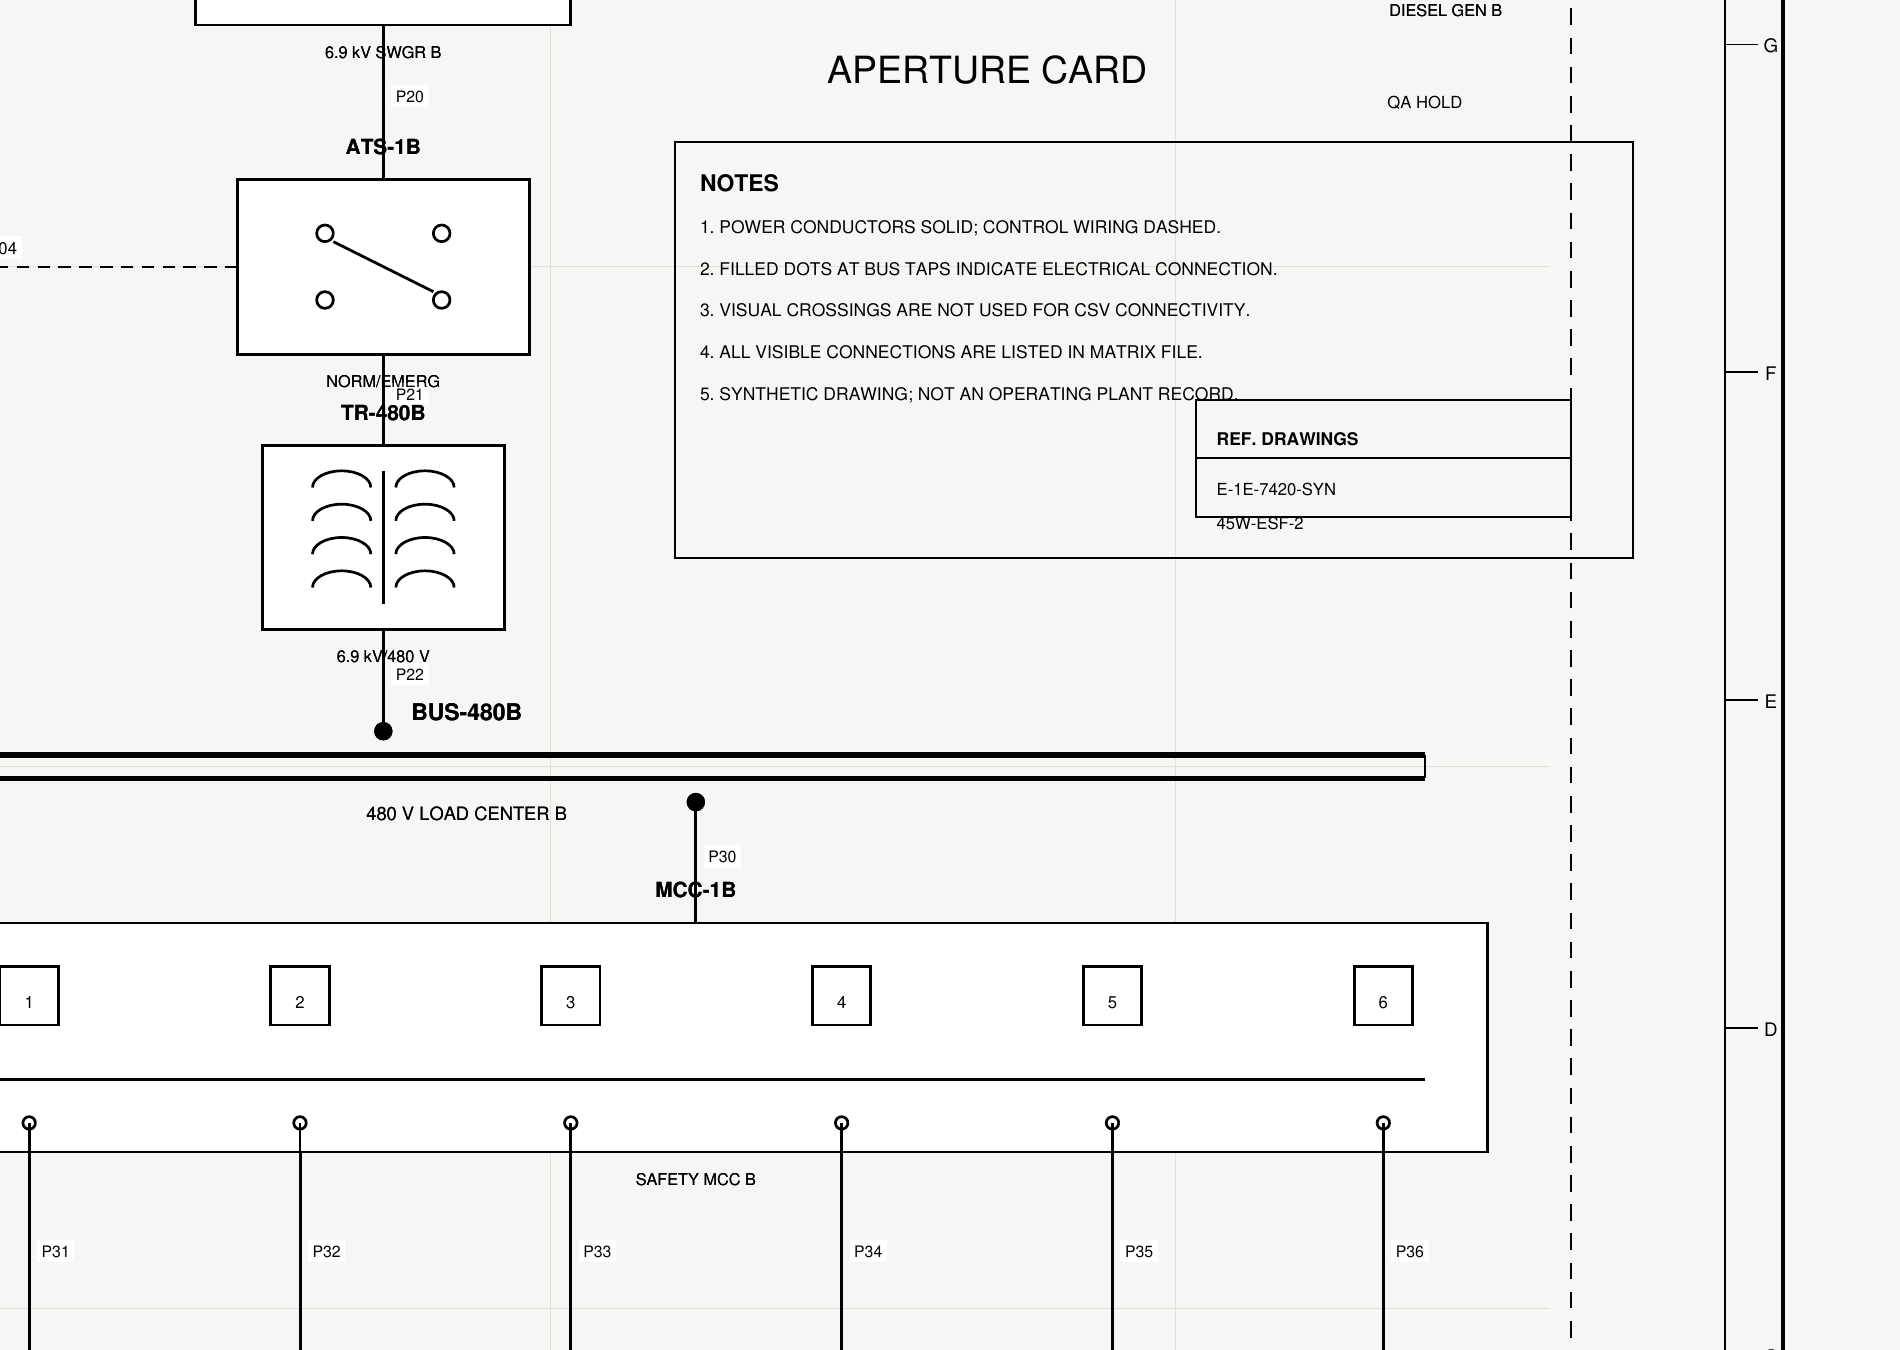 DIESEL GEN B
G
6.9 kV SWGR B
APERTURE CARD
P20
QA HOLD
ATS-1B
NOTES
1. POWER CONDUCTORS SOLID; CONTROL WIRING DASHED.
04
2. FILLED DOTS AT BUS TAPS INDICATE ELECTRICAL CONNECTION.
3. VISUAL CROSSINGS ARE NOT USED FOR CSV CONNECTIVITY.
4. ALL VISIBLE CONNECTIONS ARE LISTED IN MATRIX FILE.
F
NORM/EMERG
P21
5. SYNTHETIC DRAWING; NOT AN OPERATING PLANT RECORD.
TR-480B
REF. DRAWINGS
E-1E-7420-SYN
45W-ESF-2
6.9 kV/480 V
P22
E
BUS-480B
480 V LOAD CENTER B
P30
MCC-1B
1 2 3 4 5 6
D
SAFETY MCC B
P31 P32 P33 P34 P35 P36